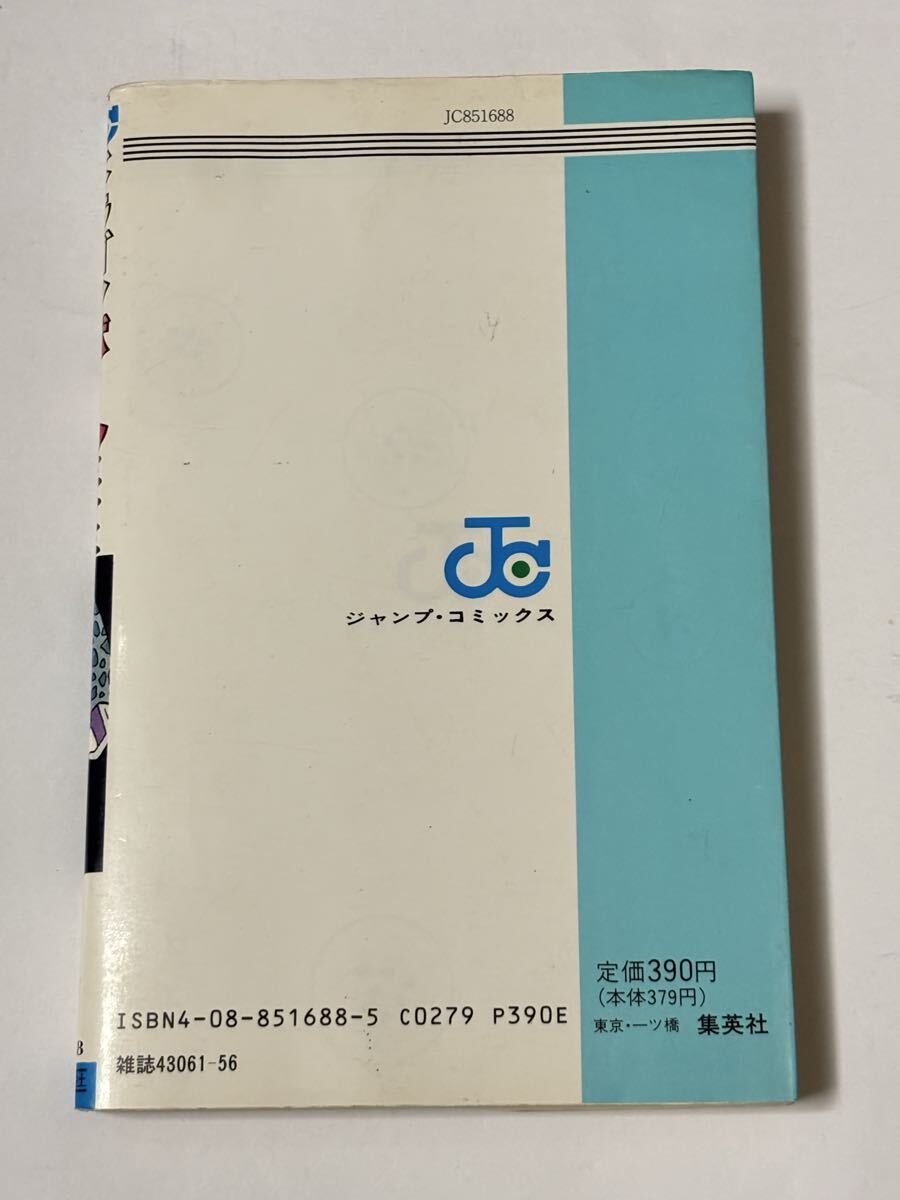 JC851688
ジャンプ・コミックス
定価390円
(本体379円)
東京・一ツ橋 集英社
ISBN4-08-851688-5 C0279 P390E
雑誌43061-56